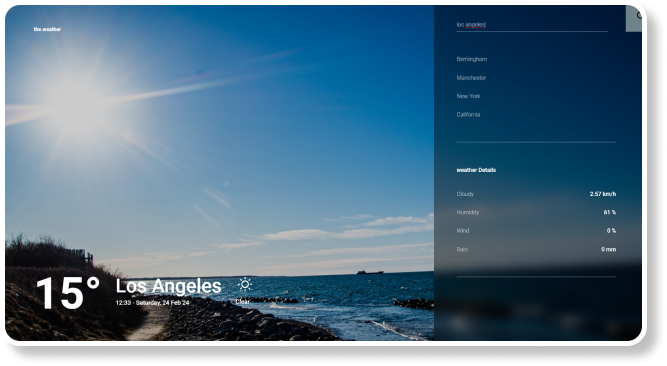 the.weather
15°
Los Angeles
12:33 - Saturday, 24 Feb 24
Clear
los angeles
Birmingham
Manchester
New York
California
weather Details
Cloudy 2.57 km/h
Humidity 61 %
Wind 0 %
Rain 0 mm